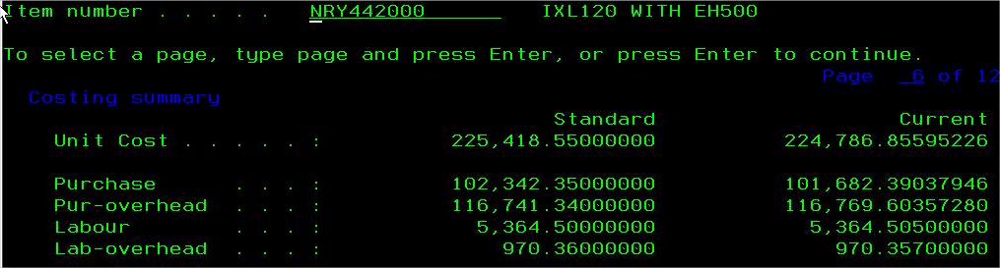 Item number . . . . . NRY442000 IXL120 WITH EH500
To select a page, type page and press Enter, or press Enter to continue.
Page 6 of 12
Costing summary
Standard Current
Unit Cost . . . . . : 225,418.55000000 224,786.85595226
Purchase . . . : 102,342.35000000 101,682.39037946
Pur-overhead . . . : 116,741.34000000 116,769.60357280
Labour . . . : 5,364.50000000 5,364.50500000
Lab-overhead . . . : 970.36000000 970.35700000